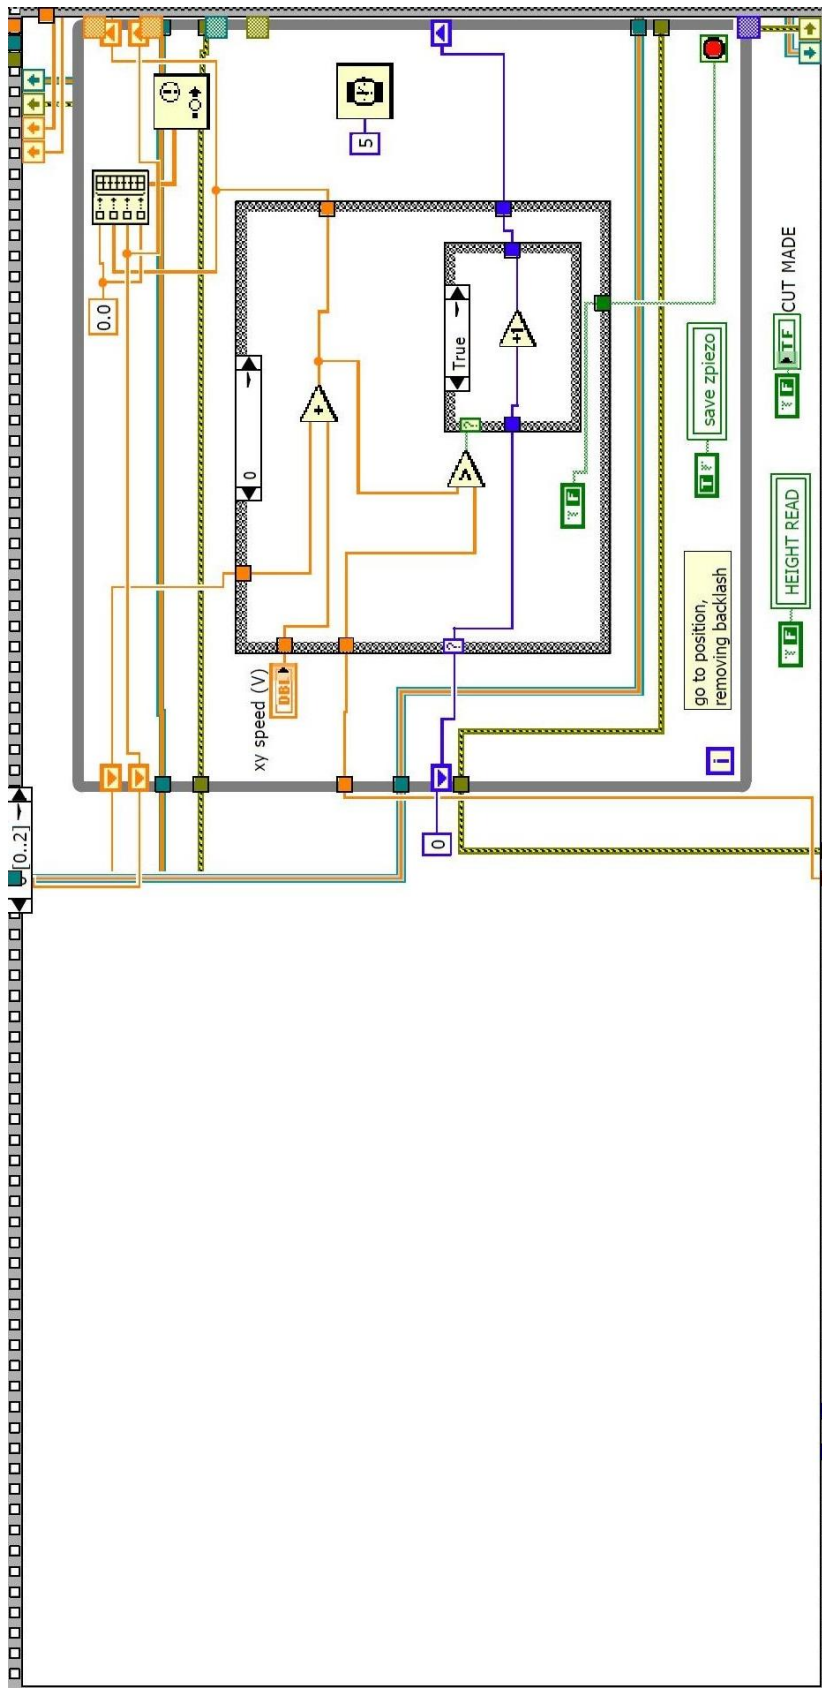 [0..2]
0.0
5
0
True
xy speed (V)
DBL
0
F
T
save zpiezo
go to position,
removing backlash
i
F
TF
CUT MADE
F
HEIGHT READ